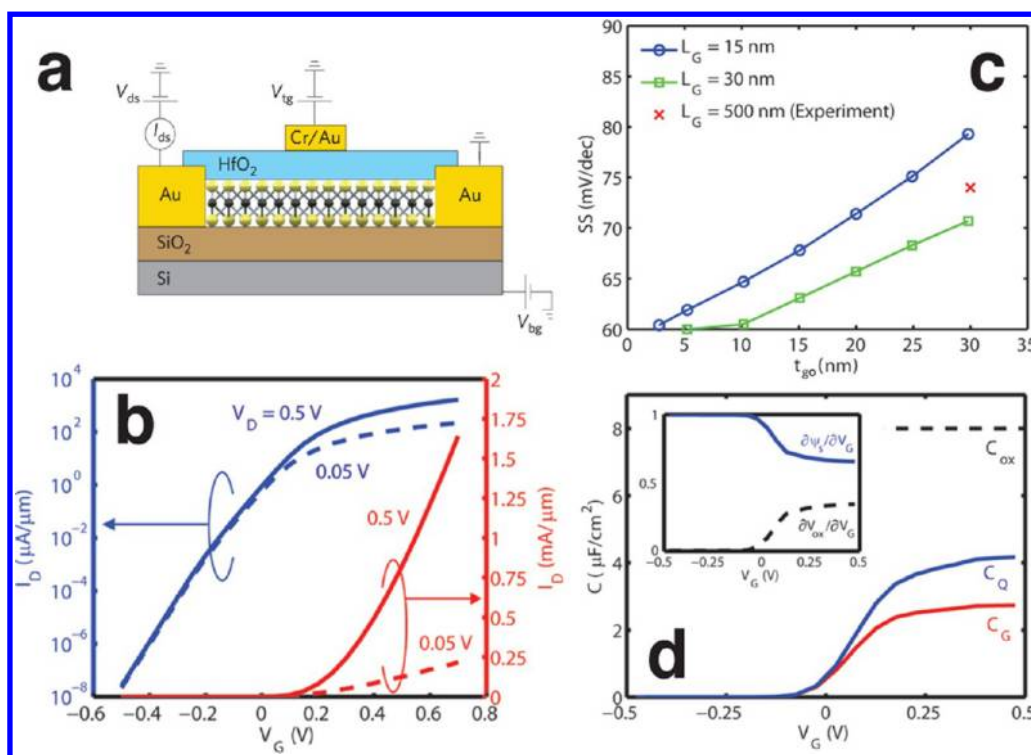 a
V_ds
I_ds
V_tg
Cr/Au
HfO₂
Au
Au
SiO₂
Si
V_bg
c
90
85
80
75
70
65
60
SS (mV/dec)
L_G = 15 nm
L_G = 30 nm
L_G = 500 nm (Experiment)
0 5 10 15 20 25 30 35
t_go (nm)
b
10⁴
10²
10⁰
10⁻²
10⁻⁴
10⁻⁶
10⁻⁸
I_D (μA/μm)
V_D = 0.5 V
0.05 V
0.5 V
0.05 V
2
1.75
1.5
1.25
1
0.75
0.5
0.25
0
I_D (mA/μm)
−0.6 −0.4 −0.2 0 0.2 0.4 0.6 0.8
V_G (V)
d
8
6
4
2
0
C ( μF/cm²)
1
0.5
0
∂ψ_s/∂V_G
∂V_ox/∂V_G
−0.5 −0.25 0 0.25 0.5
V_G (V)
C_ox
C_Q
C_G
−0.5 −0.25 0 0.25 0.5
V_G (V)